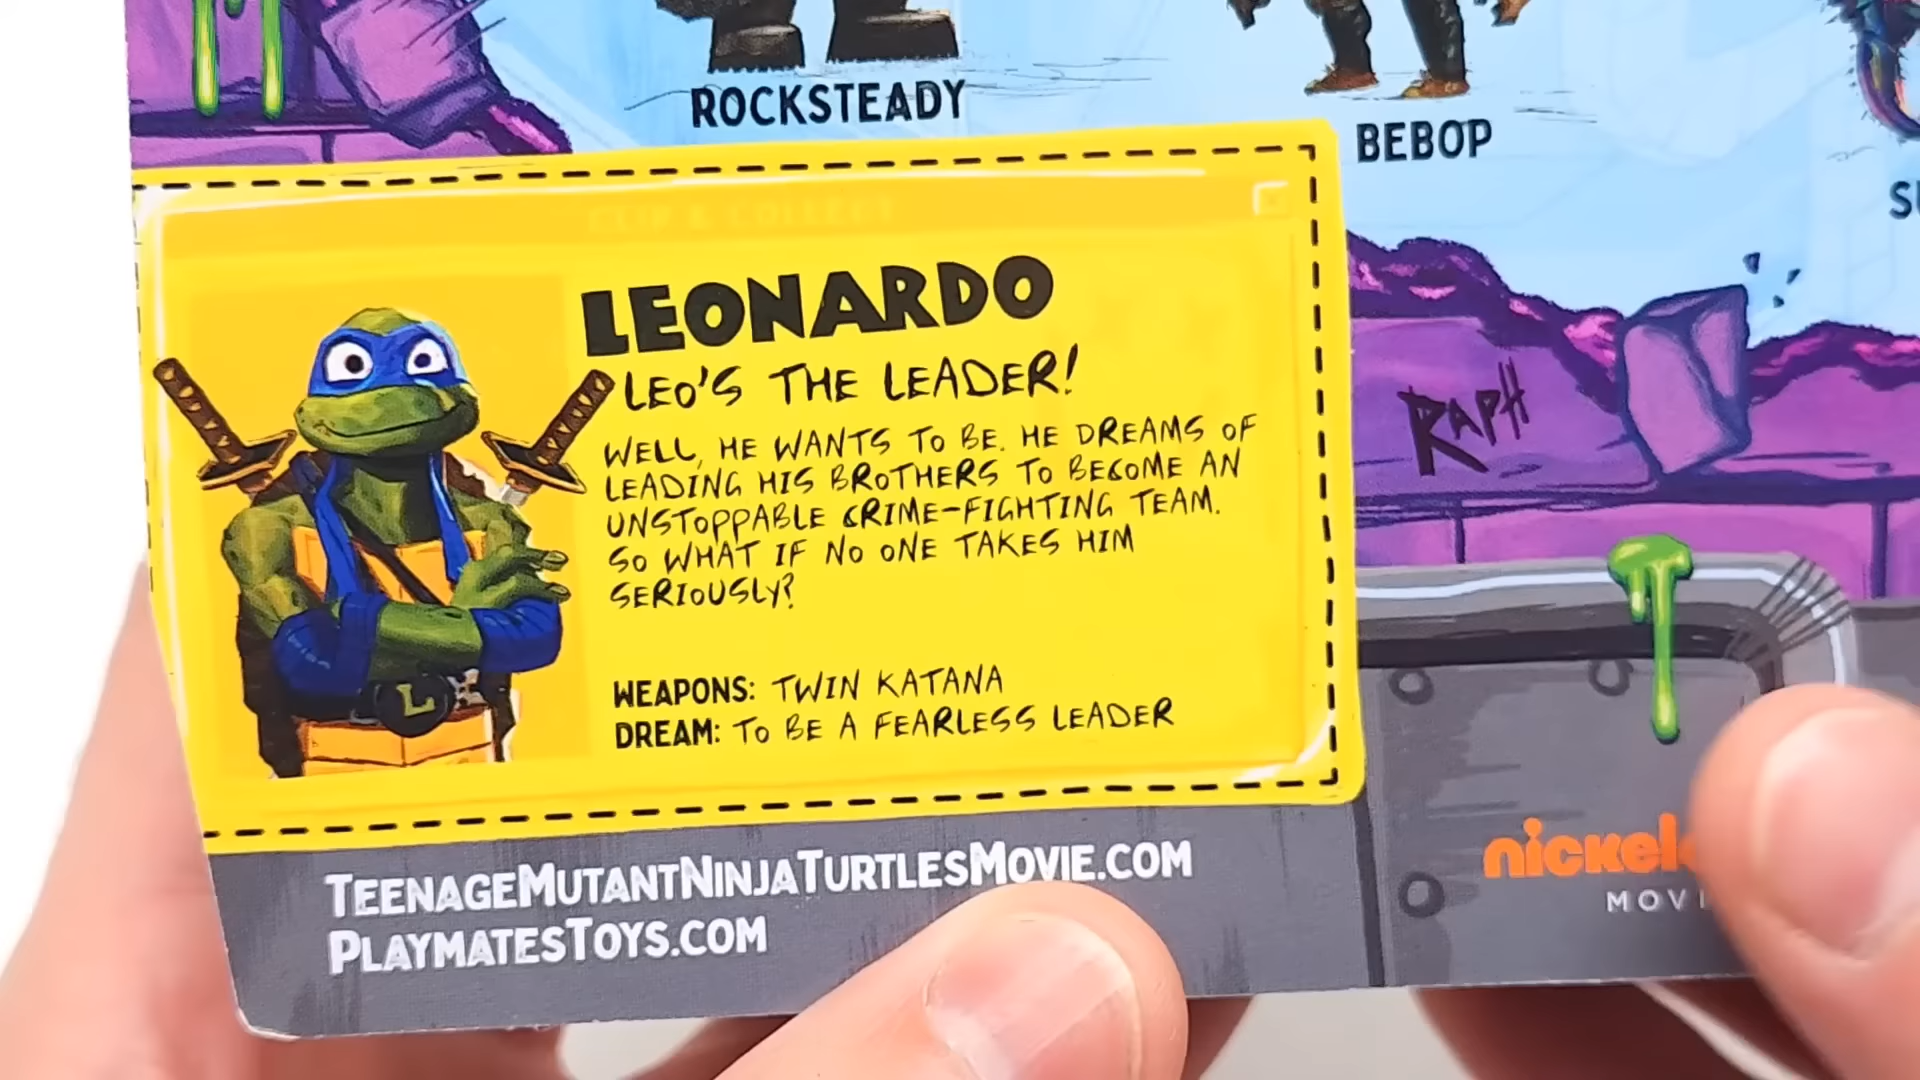 ROCKSTEADY
BEBOP
CLIP & COLLECT
LEONARDO
LEO'S THE LEADER!
WELL, HE WANTS TO BE. HE DREAMS OF
LEADING HIS BROTHERS TO BECOME AN
UNSTOPPABLE CRIME-FIGHTING TEAM.
SO WHAT IF NO ONE TAKES HIM
SERIOUSLY?
WEAPONS: TWIN KATANA
DREAM: TO BE A FEARLESS LEADER
RAPH
L
TEENAGEMUTANTNINJATURTLESMOVIE.COM
PLAYMATESTOYS.COM